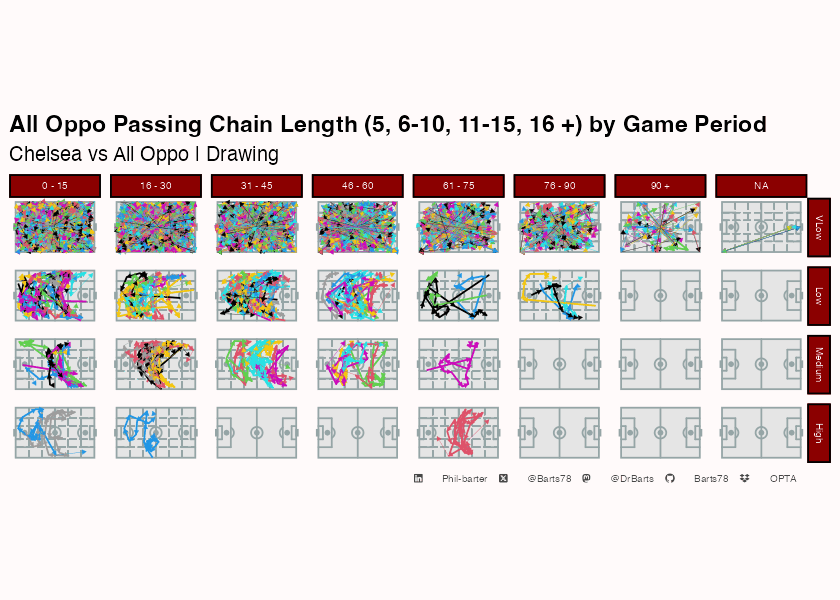 All Oppo Passing Chain Length (5, 6-10, 11-15, 16 +) by Game Period
Chelsea vs All Oppo I Drawing
0 - 15 16 - 30 31 - 45 46 - 60 61 - 75 76 - 90 90 + NA
VLow
Low
Medium
High
Phil-barter @Barts78 @DrBarts Barts78 OPTA